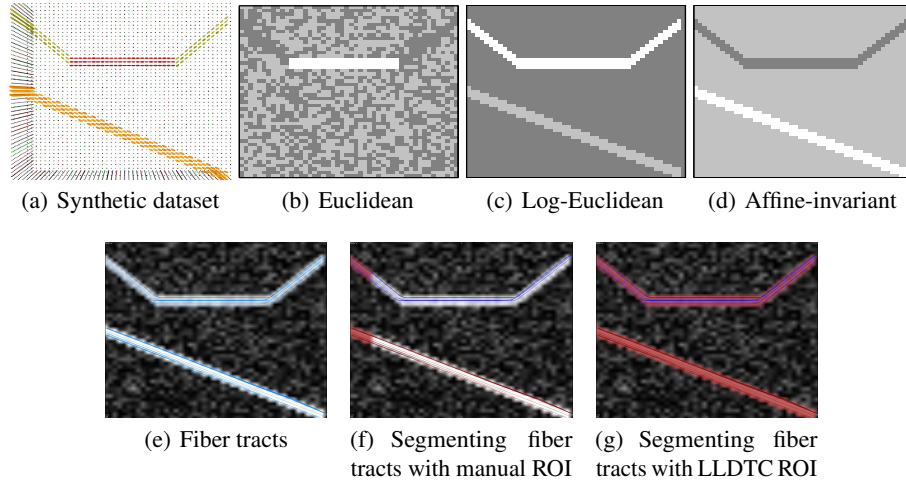 (a) Synthetic dataset
(b) Euclidean
(c) Log-Euclidean
(d) Affine-invariant
(e) Fiber tracts
(f) Segmenting fiber
tracts with manual ROI
(g) Segmenting fiber
tracts with LLDTC ROI